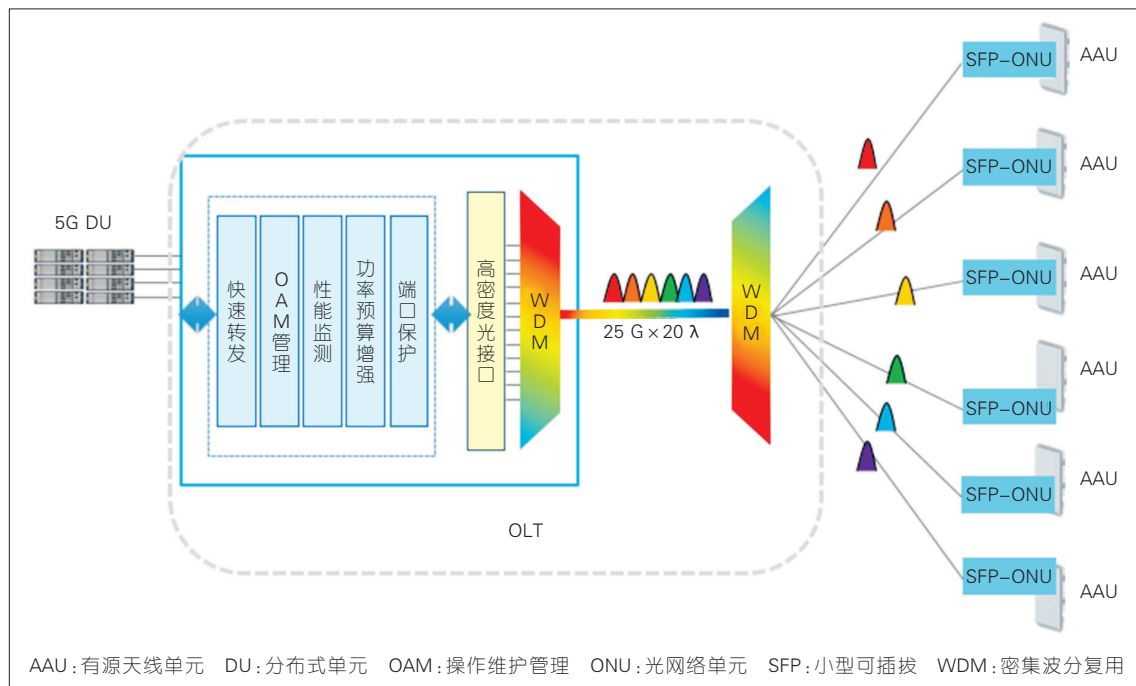 5G DU
快速转发
OAM管理
性能监测
功率预算增强
端口保护
高密度光接口
WDM
25 G×20 λ
WDM
OLT
SFP-ONU
AAU
SFP-ONU
AAU
SFP-ONU
AAU
SFP-ONU
AAU
SFP-ONU
AAU
SFP-ONU
AAU
AAU:有源天线单元 DU:分布式单元 OAM:操作维护管理 ONU:光网络单元 SFP:小型可插拔 WDM:密集波分复用